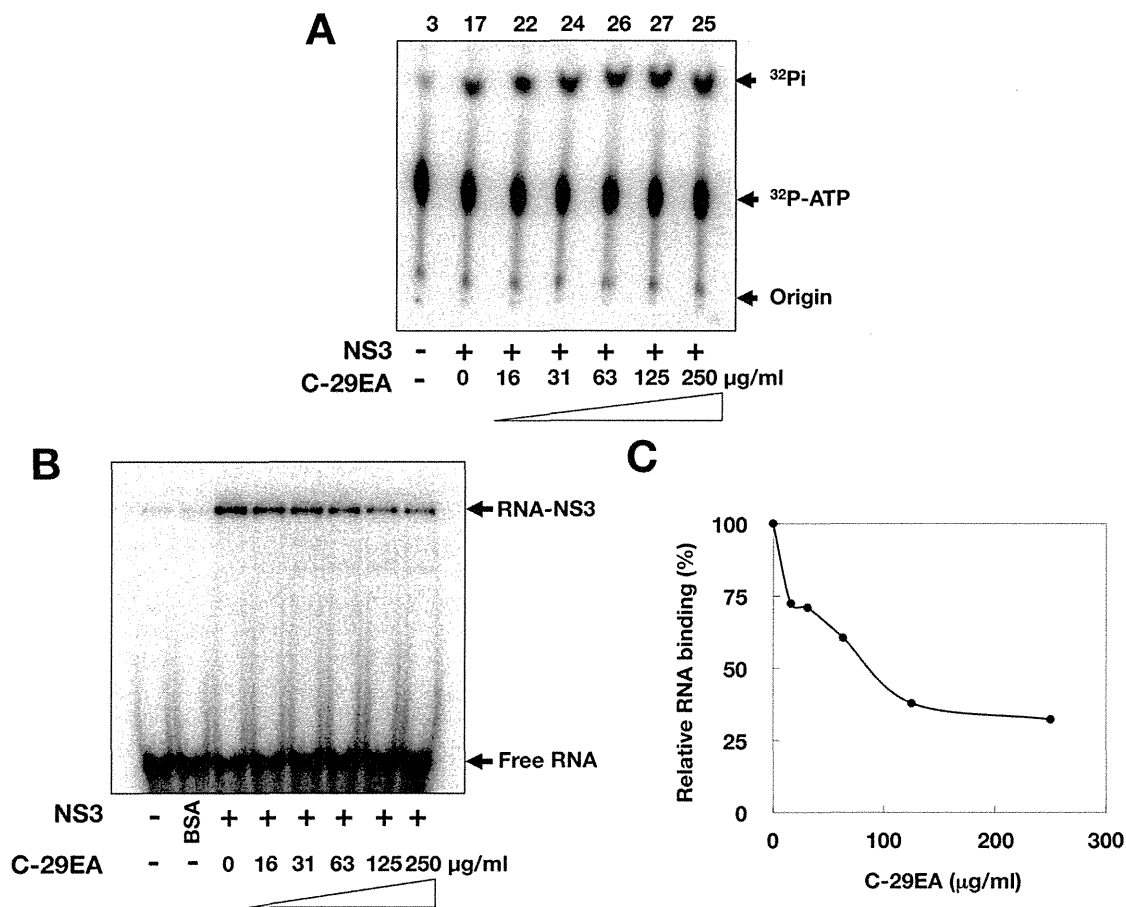 A
3 17 22 24 26 27 25
³²Pi
³²P-ATP
Origin
NS3 - + + + + + +
C-29EA - 0 16 31 63 125 250 µg/ml
B
RNA-NS3
Free RNA
NS3 - BSA + + + + + +
C-29EA - - 0 16 31 63 125 250 µg/ml
C
Relative RNA binding (%)
100
75
50
25
0
0 100 200 300
C-29EA (µg/ml)